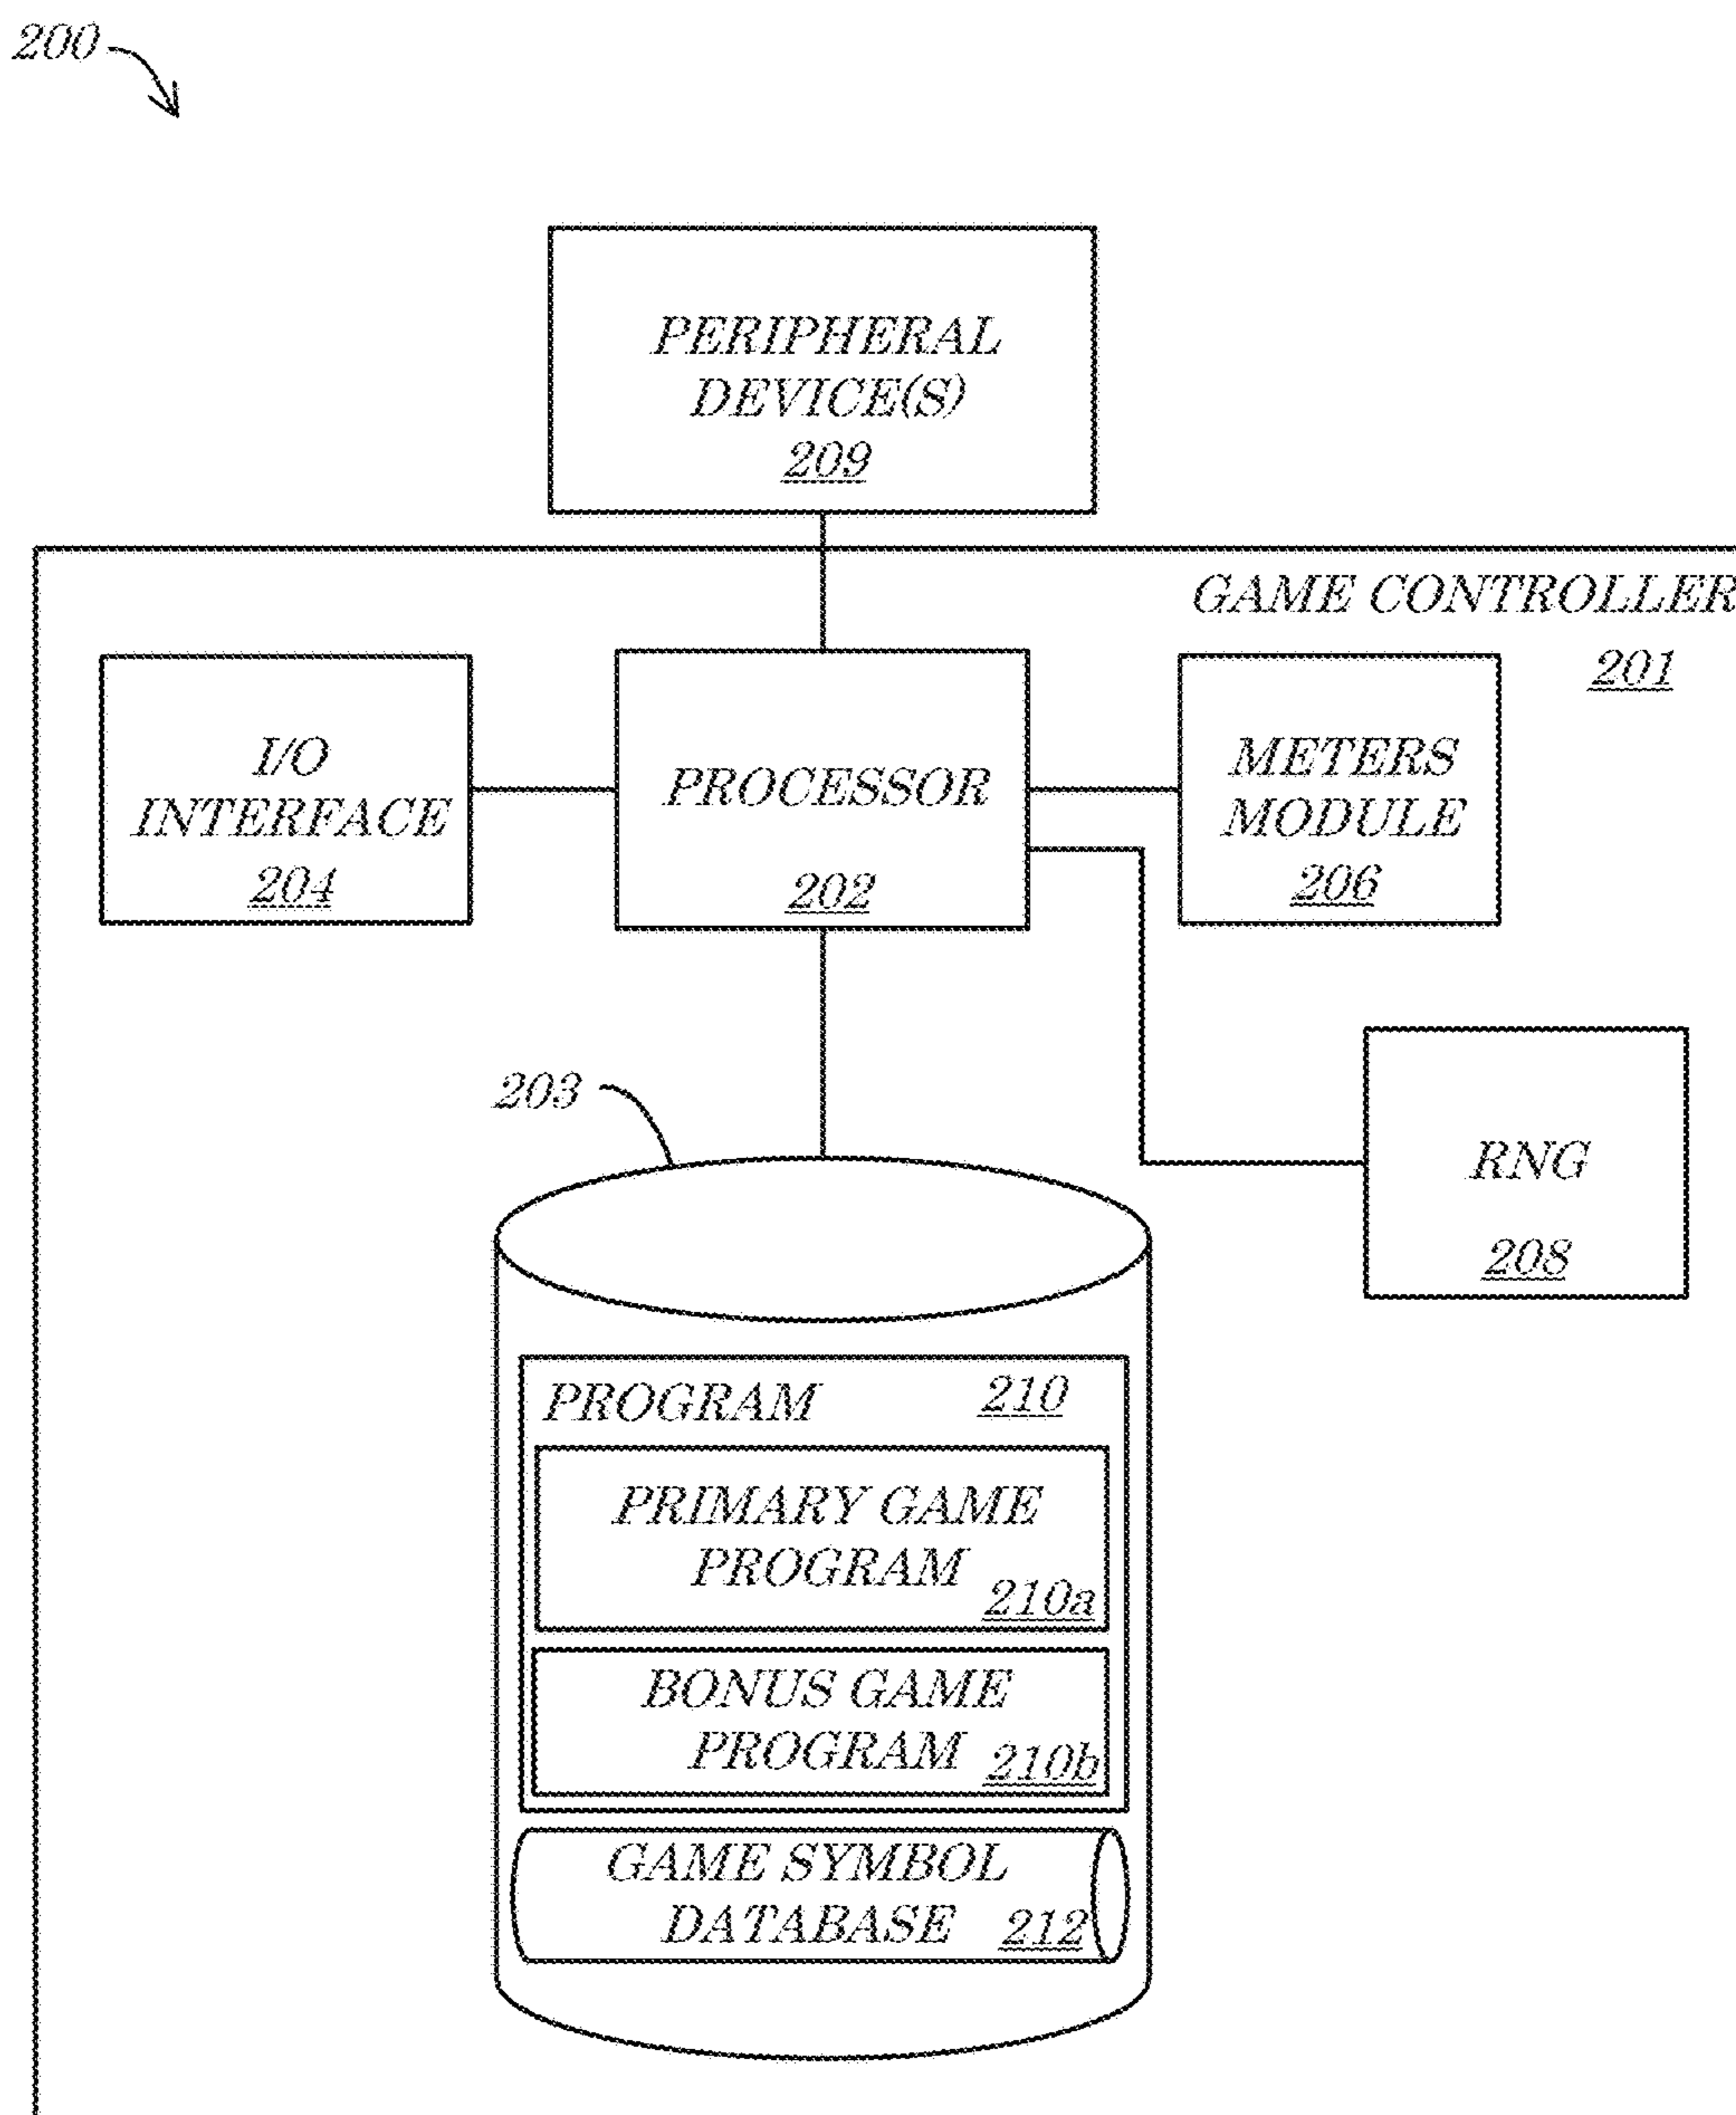 200
PERIPHERAL
DEVICE(S)
209
GAME CONTROLLER
201
I/O
INTERFACE
204
PROCESSOR
202
METERS
MODULE
206
203
RNG
208
PROGRAM 210
PRIMARY GAME
PROGRAM 210a
BONUS GAME
PROGRAM 210b
GAME SYMBOL
DATABASE 212